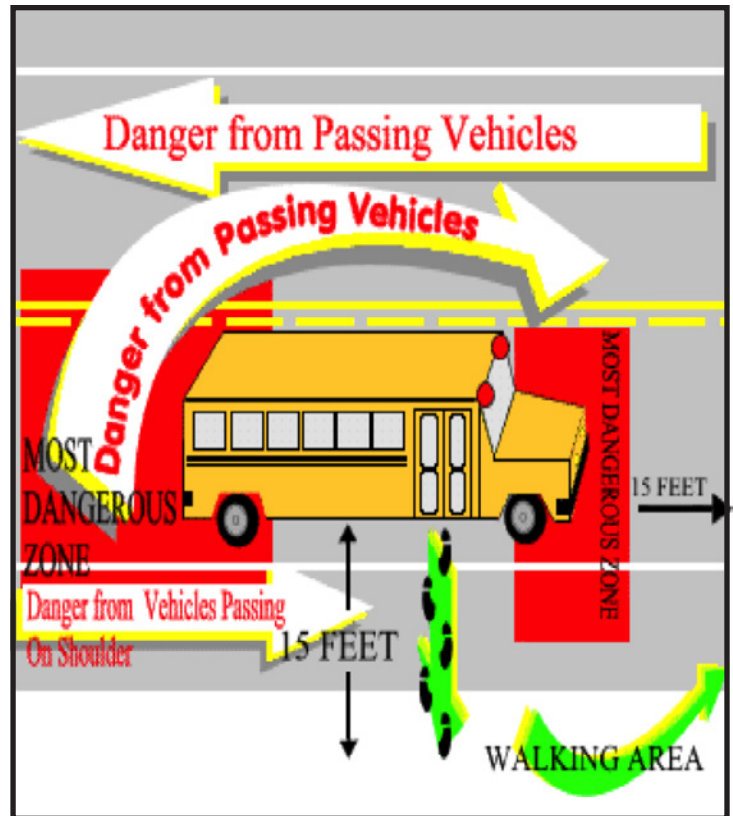 Danger from Passing Vehicles
Danger from Passing Vehicles
MOST
DANGEROUS
ZONE
MOST DANGEROUS ZONE
15 FEET
Danger from Vehicles Passing
On Shoulder
15 FEET
WALKING AREA